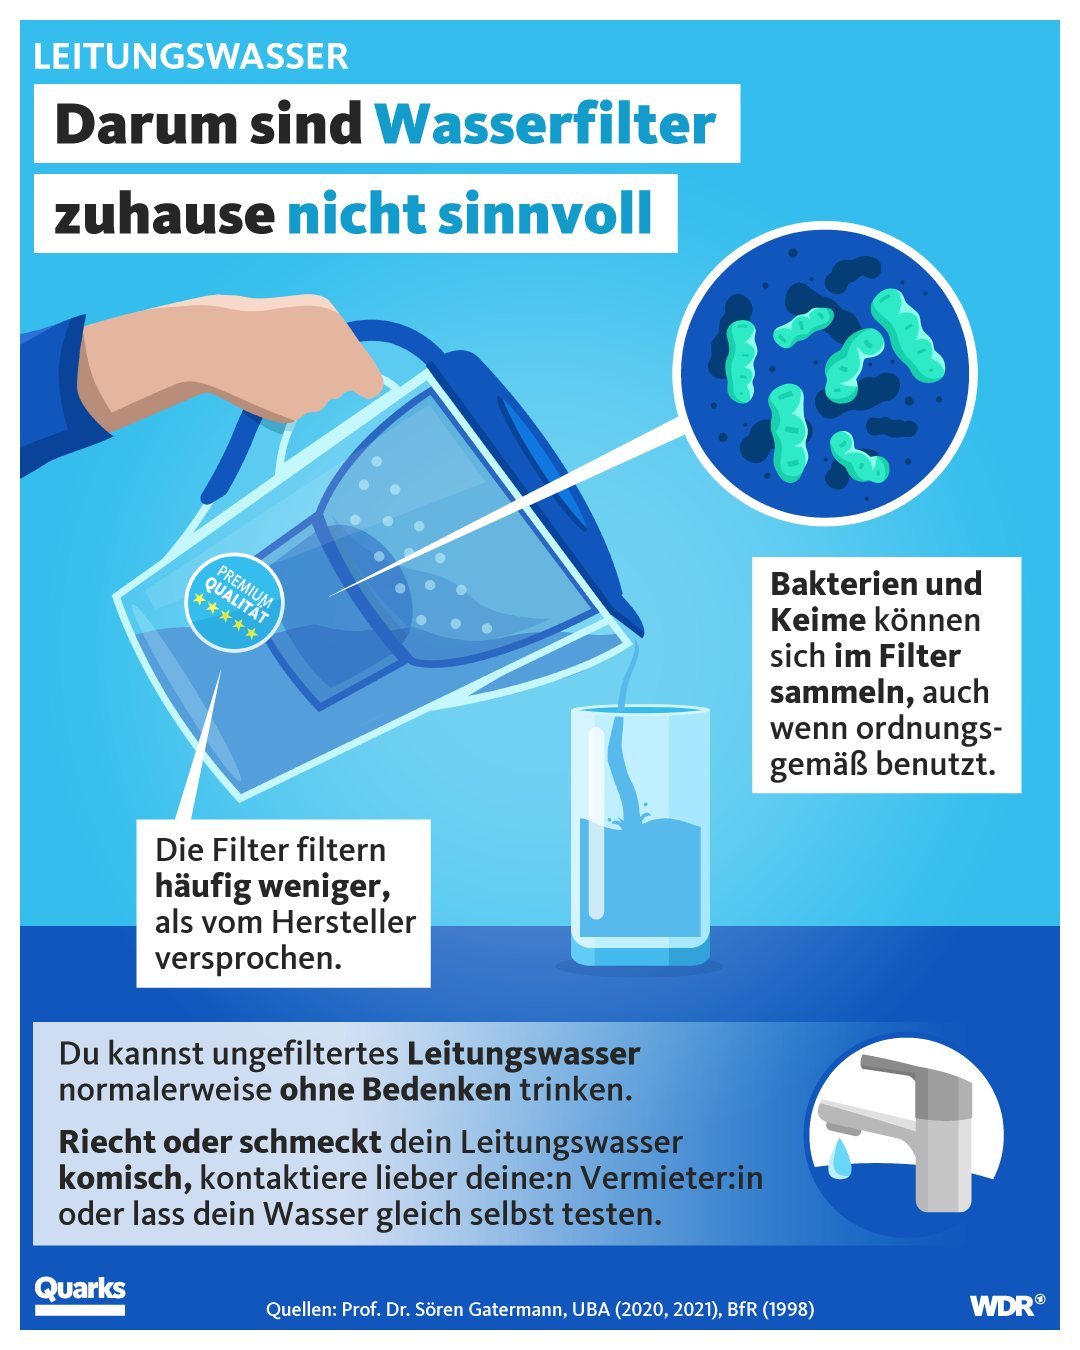 LEITUNGSWASSER
Darum sind Wasserfilter
zuhause nicht sinnvoll
PREMIUM
QUALITÄT
Bakterien und
Keime können
sich im Filter
sammeln, auch
wenn ordnungs-
gemäß benutzt.
Die Filter filtern
häufig weniger,
als vom Hersteller
versprochen.
Du kannst ungefiltertes Leitungswasser
normalerweise ohne Bedenken trinken.
Riecht oder schmeckt dein Leitungswasser
komisch, kontaktiere lieber deine:n Vermieter:in
oder lass dein Wasser gleich selbst testen.
Quarks
Quellen: Prof. Dr. Sören Gatermann, UBA (2020, 2021), BfR (1998)
WDR